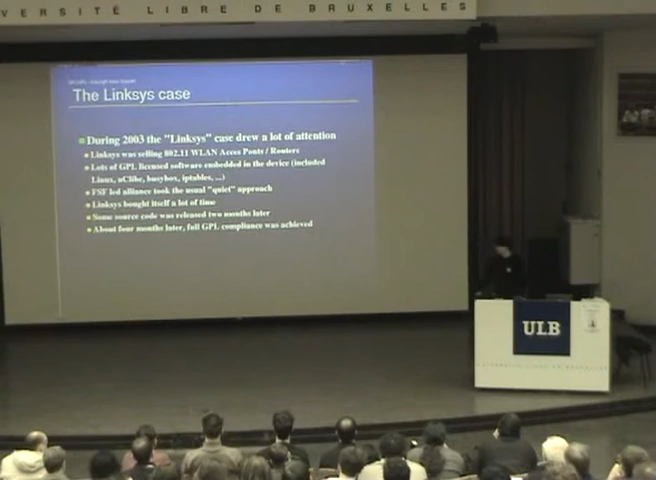 VERSITÉ LIBRE DE BRUXELLES
The Linksys case
During 2003 the "Linksys" case drew a lot of attention
Linksys was selling 802.11 WLAN Acces Ponts / Routers
Lots of GPL licensed software embedded in the device (included
Linux, uClibc, busybox, iptables, ...)
FSF led alliance took the usual "quiet" approach
Linksys bought itself a lot of time
Some source code was released two months later
About four months later, full GPL compliance was achieved
ULB